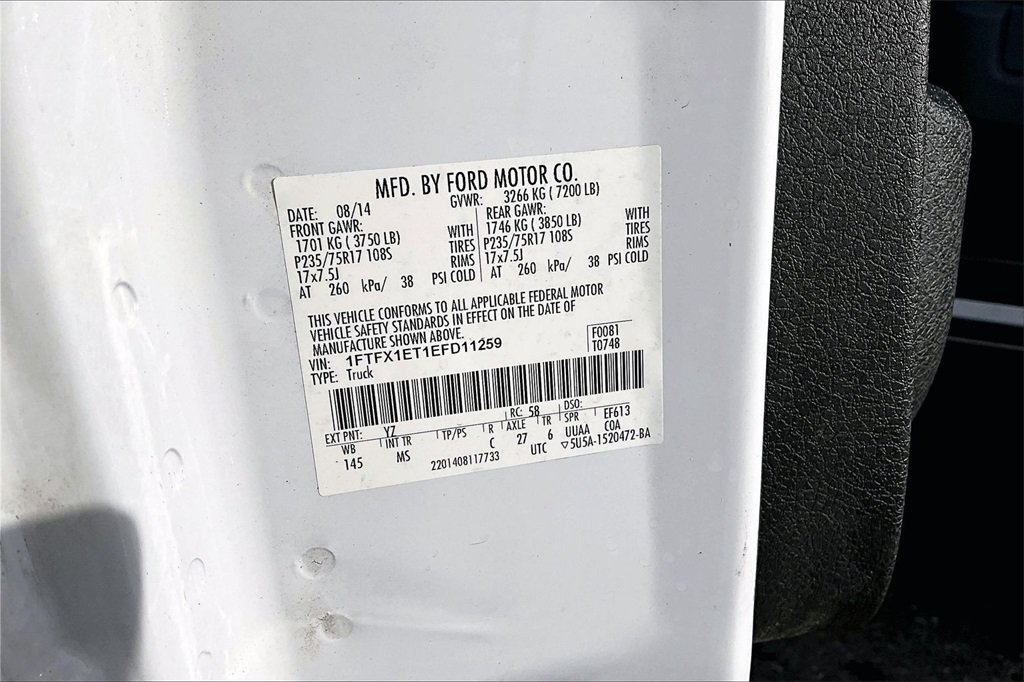 MFD. BY FORD MOTOR CO.
DATE: 08/14 GVWR: 3266 KG ( 7200 LB)
FRONT GAWR: REAR GAWR:
1701 KG ( 3750 LB) WITH 1746 KG ( 3850 LB) WITH
P235/75R17 108S TIRES P235/75R17 108S TIRES
17x7.5J RIMS 17x7.5J RIMS
AT 260 kPa/ 38 PSI COLD AT 260 kPa/ 38 PSI COLD
THIS VEHICLE CONFORMS TO ALL APPLICABLE FEDERAL MOTOR
VEHICLE SAFETY STANDARDS IN EFFECT ON THE DATE OF
MANUFACTURE SHOWN ABOVE.
VIN: 1FTFX1ET1EFD11259 F0081
TYPE: Truck T0748
EXT PNT: YZ RC: 58 DSO: EF613
WB INT TR TP/PS R AXLE TR SPR COA
145 MS C 27 6 UUAA
2201408117733 UTC ▽5U5A-1520472-BA